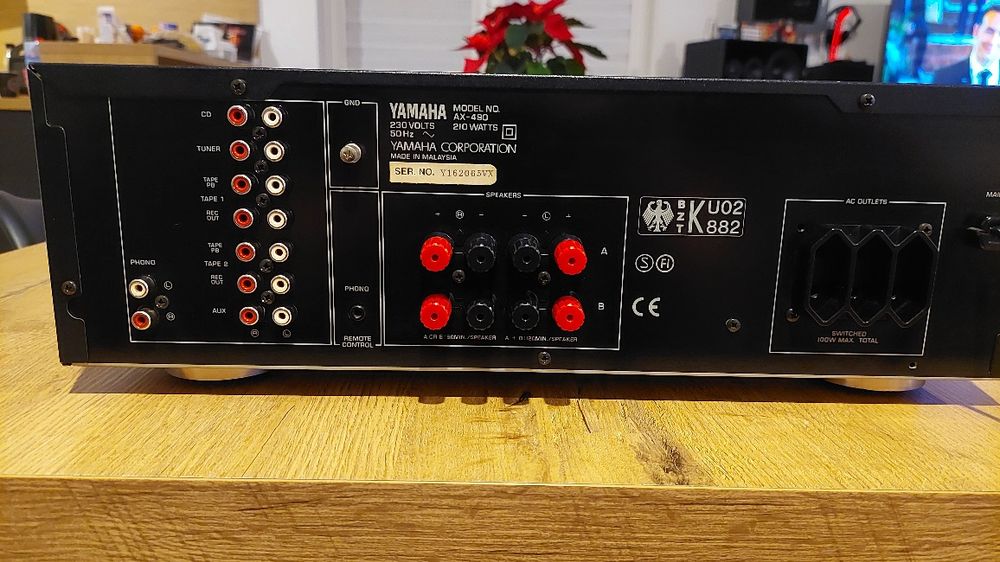 CD
TUNER
TAPE
PB
TAPE 1
REC
OUT
TAPE
PB
TAPE 2
REC
OUT
AUX
R L
PHONO
L
R
GND
PHONO
REMOTE
CONTROL
YAMAHA
MODEL NO.
AX-490
230 VOLTS
210 WATTS
50Hz ~
YAMAHA CORPORATION
MADE IN MALAYSIA
SER. NO. Y162065VX
SPEAKERS
+ R - - L +
A
B
BZT K U02
882
S FI
CE
AC OUTLETS
SWITCHED
100W MAX. TOTAL